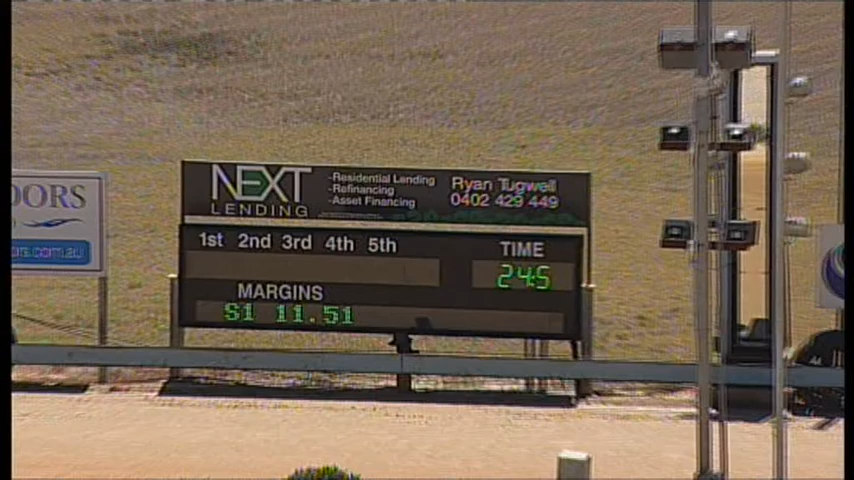 NEXT
LENDING
-Residential Lending
-Refinancing
-Asset Financing
Ryan Tugwell
0402 429 449
OORS
.com.au
1st 2nd 3rd 4th 5th
TIME
24.5
MARGINS
S1 11.51